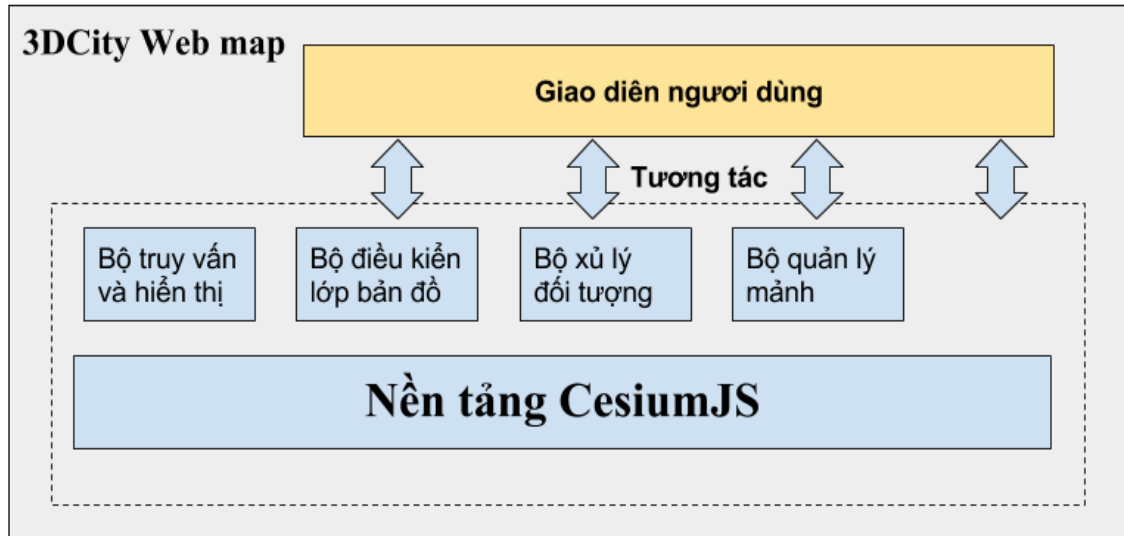 3DCity Web map
Giao diên ngươi dùng
Tương tác
Bộ truy vấn
và hiển thị
Bộ điều kiển
lớp bản đồ
Bộ xủ lý
đối tượng
Bộ quản lý
mảnh
Nền tảng CesiumJS